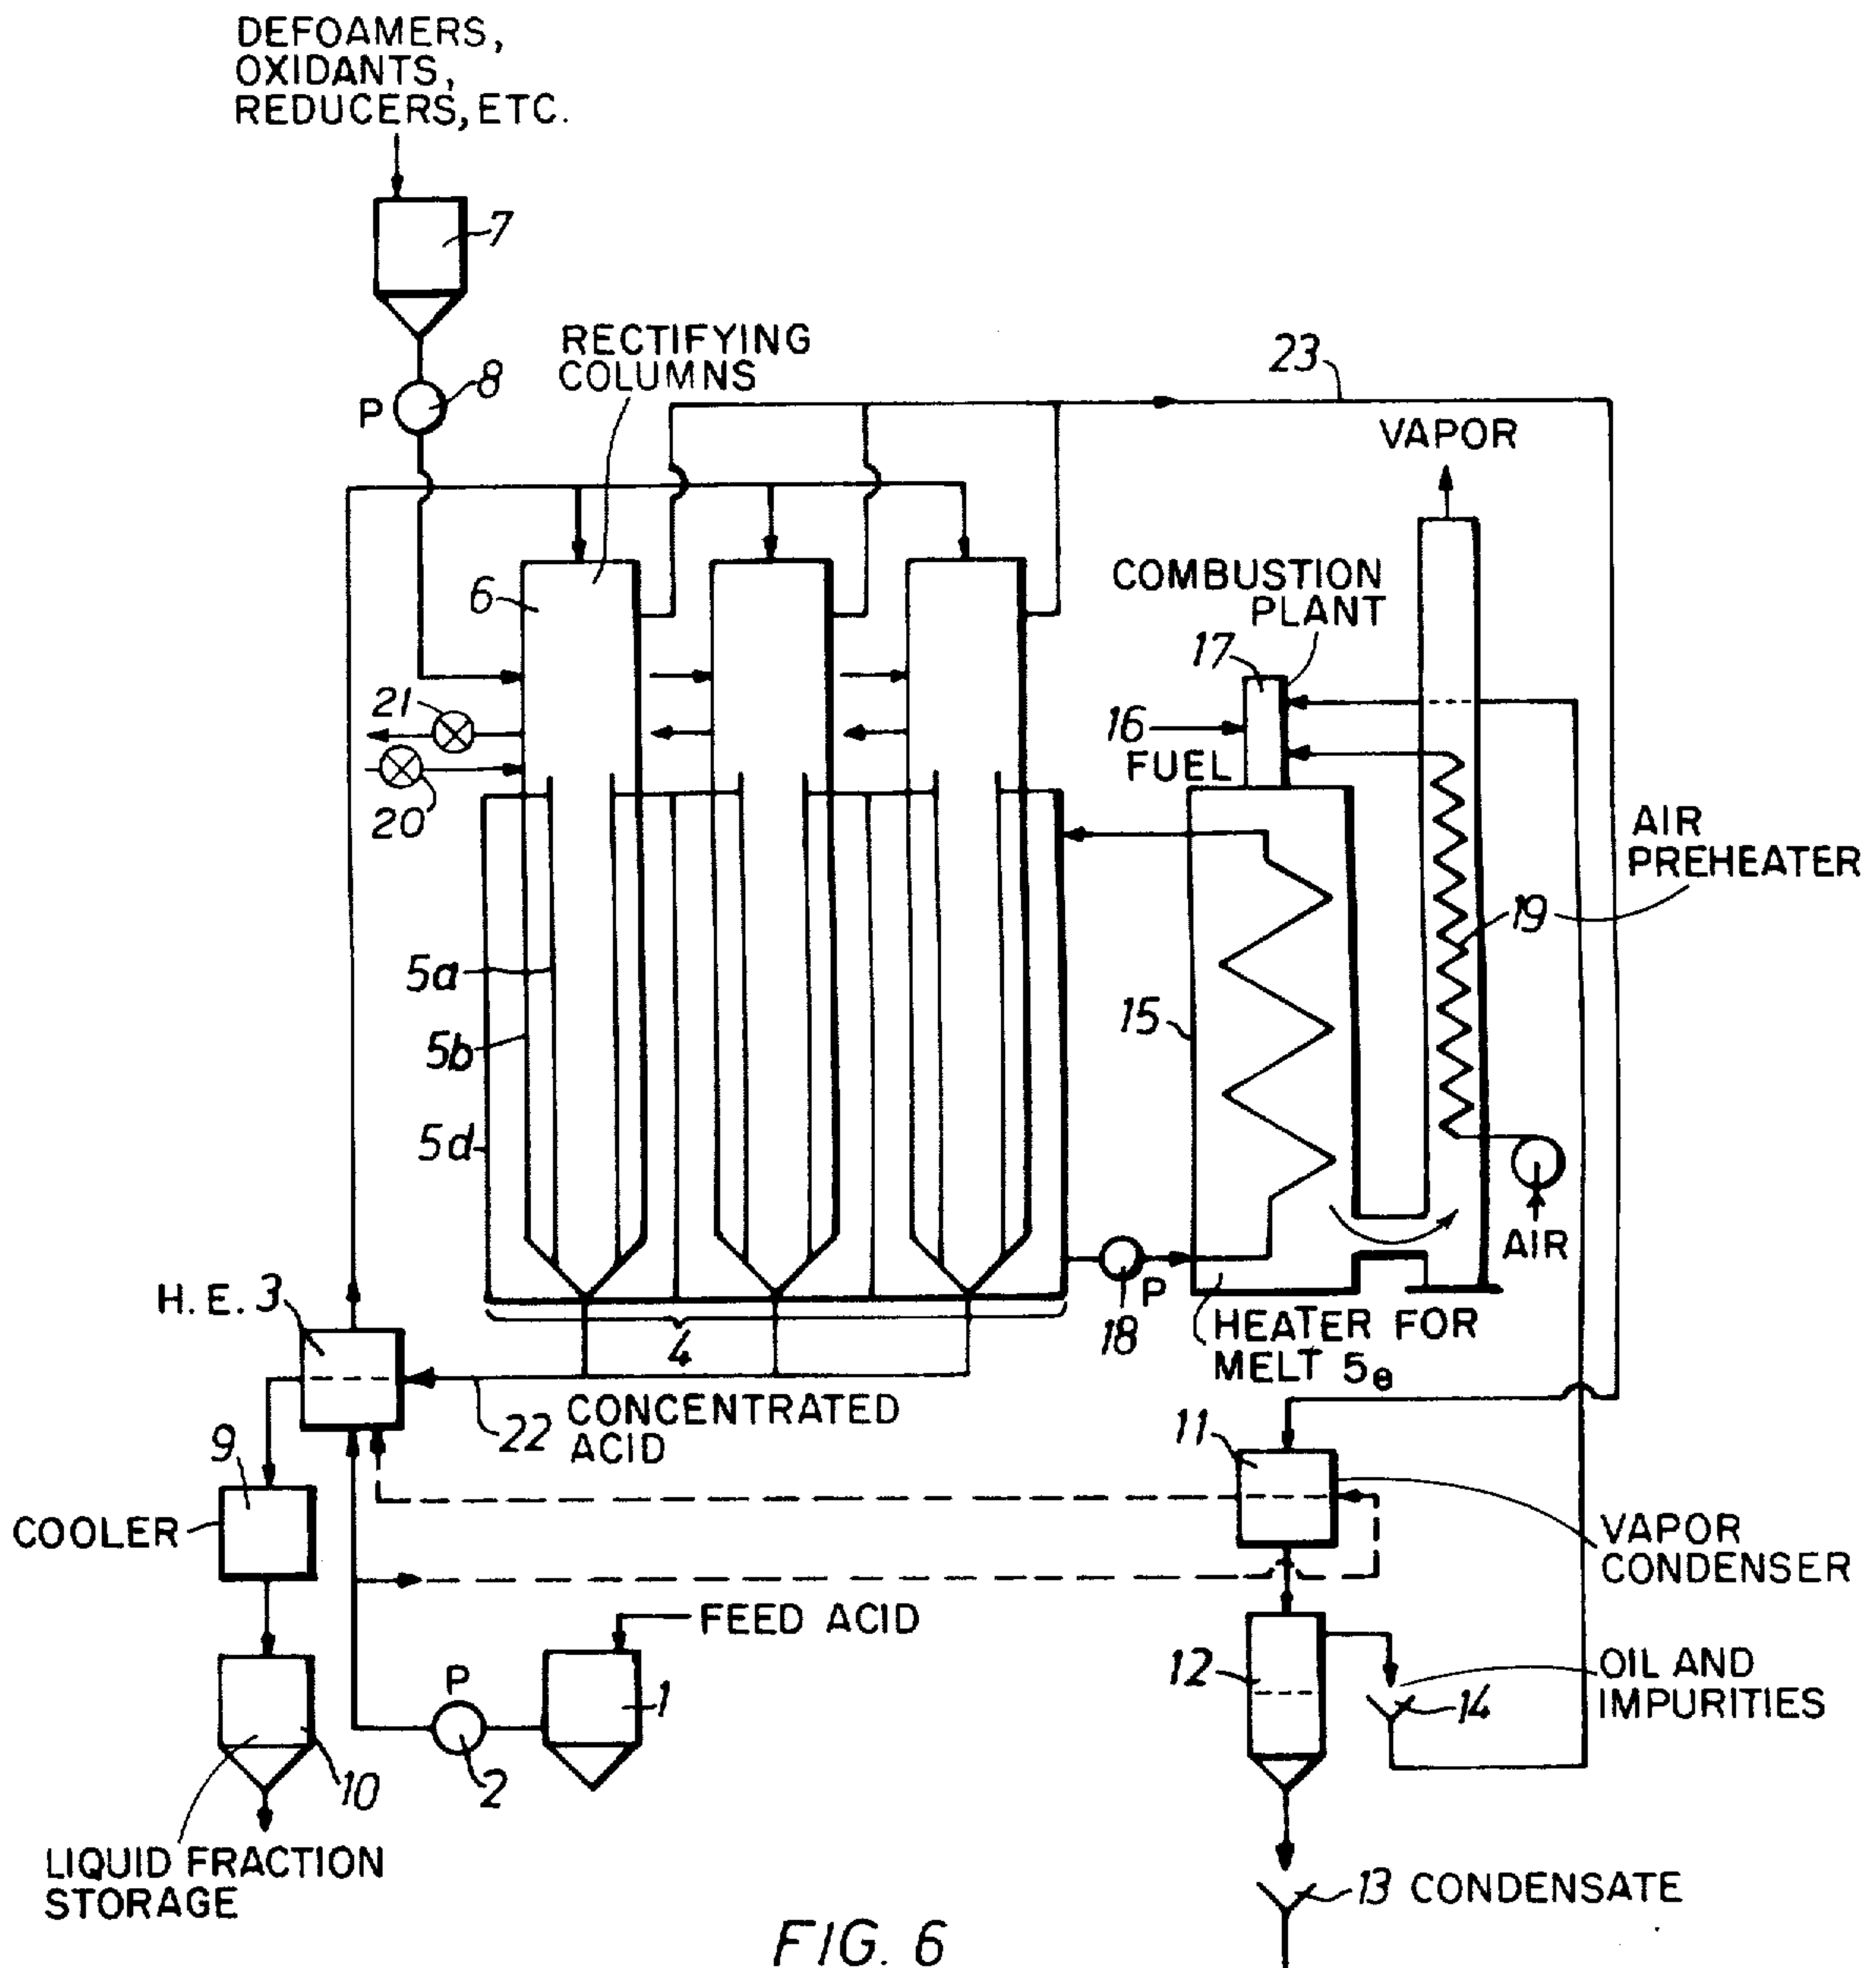 DEFOAMERS,
OXIDANTS,
REDUCERS, ETC.
7
P 8
RECTIFYING
COLUMNS
23
VAPOR
6
COMBUSTION
PLANT
17
21
16
FUEL
20
AIR
PREHEATER
19
5a
5b
15
5d
AIR
H.E. 3
P
18
4
HEATER FOR
MELT 5e
22
CONCENTRATED
ACID
9
11
COOLER
VAPOR
CONDENSER
FEED ACID
P
1
12
OIL AND
IMPURITIES
14
2
10
LIQUID FRACTION
STORAGE
13 CONDENSATE
FIG. 6